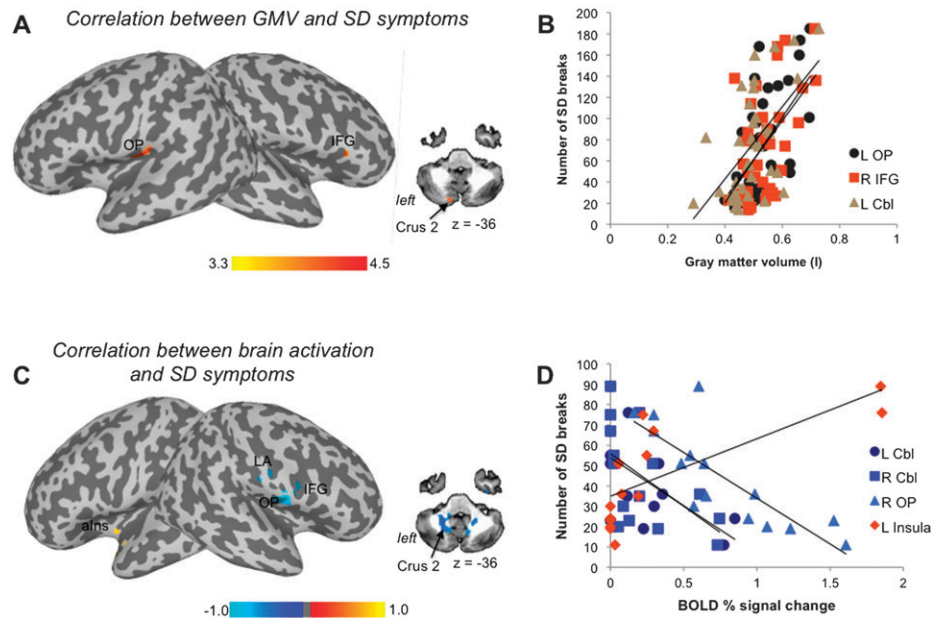 A
Correlation between GMV and SD symptoms
OP
IFG
left
Crus 2
z = -36
3.3
4.5
B
Number of SD breaks
200
180
160
140
120
100
80
60
40
20
0
0
0.2
0.4
0.6
0.8
1
Gray matter volume (l)
L OP
R IFG
L Cbl
C
Correlation between brain activation
and SD symptoms
aIns
LA
OP
IFG
left
Crus 2
z = -36
-1.0
1.0
D
Number of SD breaks
100
90
80
70
60
50
40
30
20
10
0
0
0.5
1
1.5
2
BOLD % signal change
L Cbl
R Cbl
R OP
L Insula